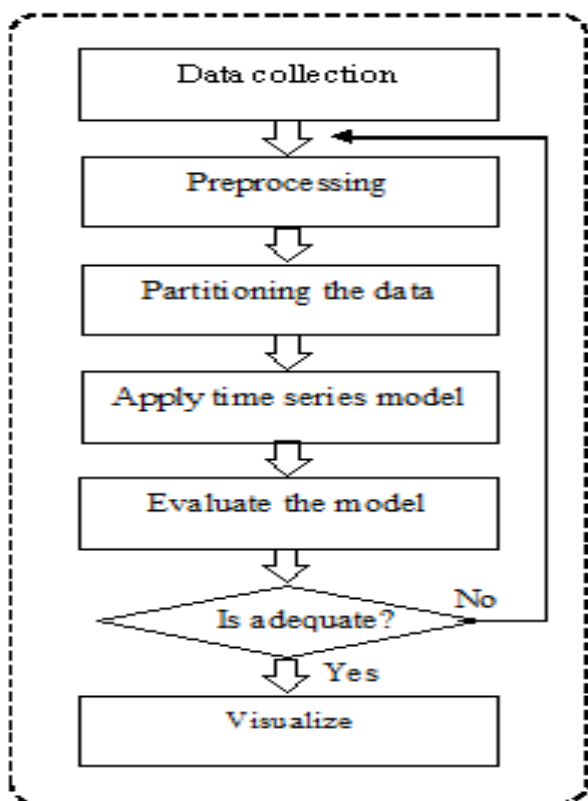 Data collection
Preprocessing
Partitioning the data
Apply time series model
Evaluate the model
Is adequate?
No
Yes
Visualize